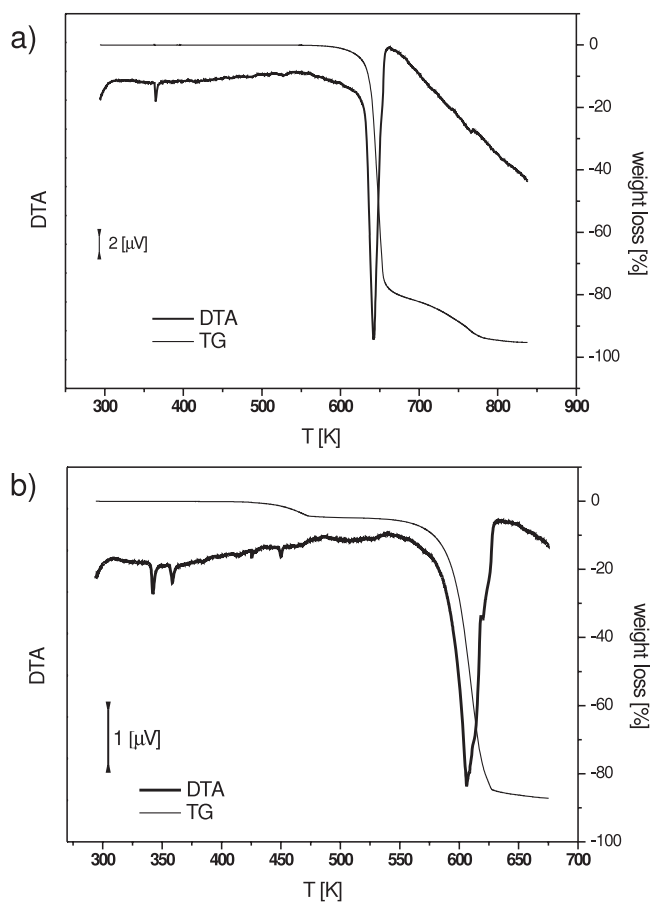 a)
0
-20
-40
-60
-80
-100
DTA
weight loss [%]
2 [μV]
DTA
TG
300 400 500 600 700 800 900
T [K]
b)
0
-20
-40
-60
-80
-100
DTA
weight loss [%]
1 [μV]
DTA
TG
300 350 400 450 500 550 600 650 700
T [K]